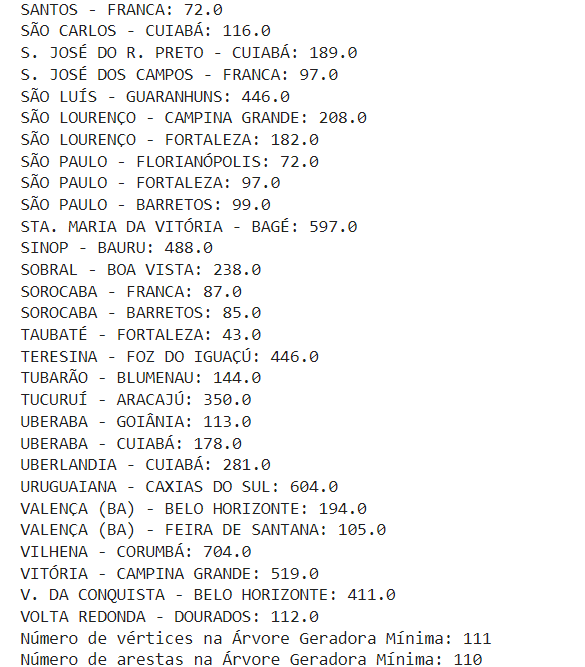 SANTOS - FRANCA: 72.0
SÃO CARLOS - CUIABÁ: 116.0
S. JOSÉ DO R. PRETO - CUIABÁ: 189.0
S. JOSÉ DOS CAMPOS - FRANCA: 97.0
SÃO LUÍS - GUARANHUNS: 446.0
SÃO LOURENÇO - CAMPINA GRANDE: 208.0
SÃO LOURENÇO - FORTALEZA: 182.0
SÃO PAULO - FLORIANÓPOLIS: 72.0
SÃO PAULO - FORTALEZA: 97.0
SÃO PAULO - BARRETOS: 99.0
STA. MARIA DA VITÓRIA - BAGÉ: 597.0
SINOP - BAURU: 488.0
SOBRAL - BOA VISTA: 238.0
SOROCABA - FRANCA: 87.0
SOROCABA - BARRETOS: 85.0
TAUBATÉ - FORTALEZA: 43.0
TERESINA - FOZ DO IGUAÇÚ: 446.0
TUBARÃO - BLUMENAU: 144.0
TUCURUÍ - ARACAJÚ: 350.0
UBERABA - GOIÂNIA: 113.0
UBERABA - CUIABÁ: 178.0
UBERLANDIA - CUIABÁ: 281.0
URUGUAIANA - CAXIAS DO SUL: 604.0
VALENÇA (BA) - BELO HORIZONTE: 194.0
VALENÇA (BA) - FEIRA DE SANTANA: 105.0
VILHENA - CORUMBÁ: 704.0
VITÓRIA - CAMPINA GRANDE: 519.0
V. DA CONQUISTA - BELO HORIZONTE: 411.0
VOLTA REDONDA - DOURADOS: 112.0
Número de vértices na Árvore Geradora Mínima: 111
Número de arestas na Árvore Geradora Mínima: 110